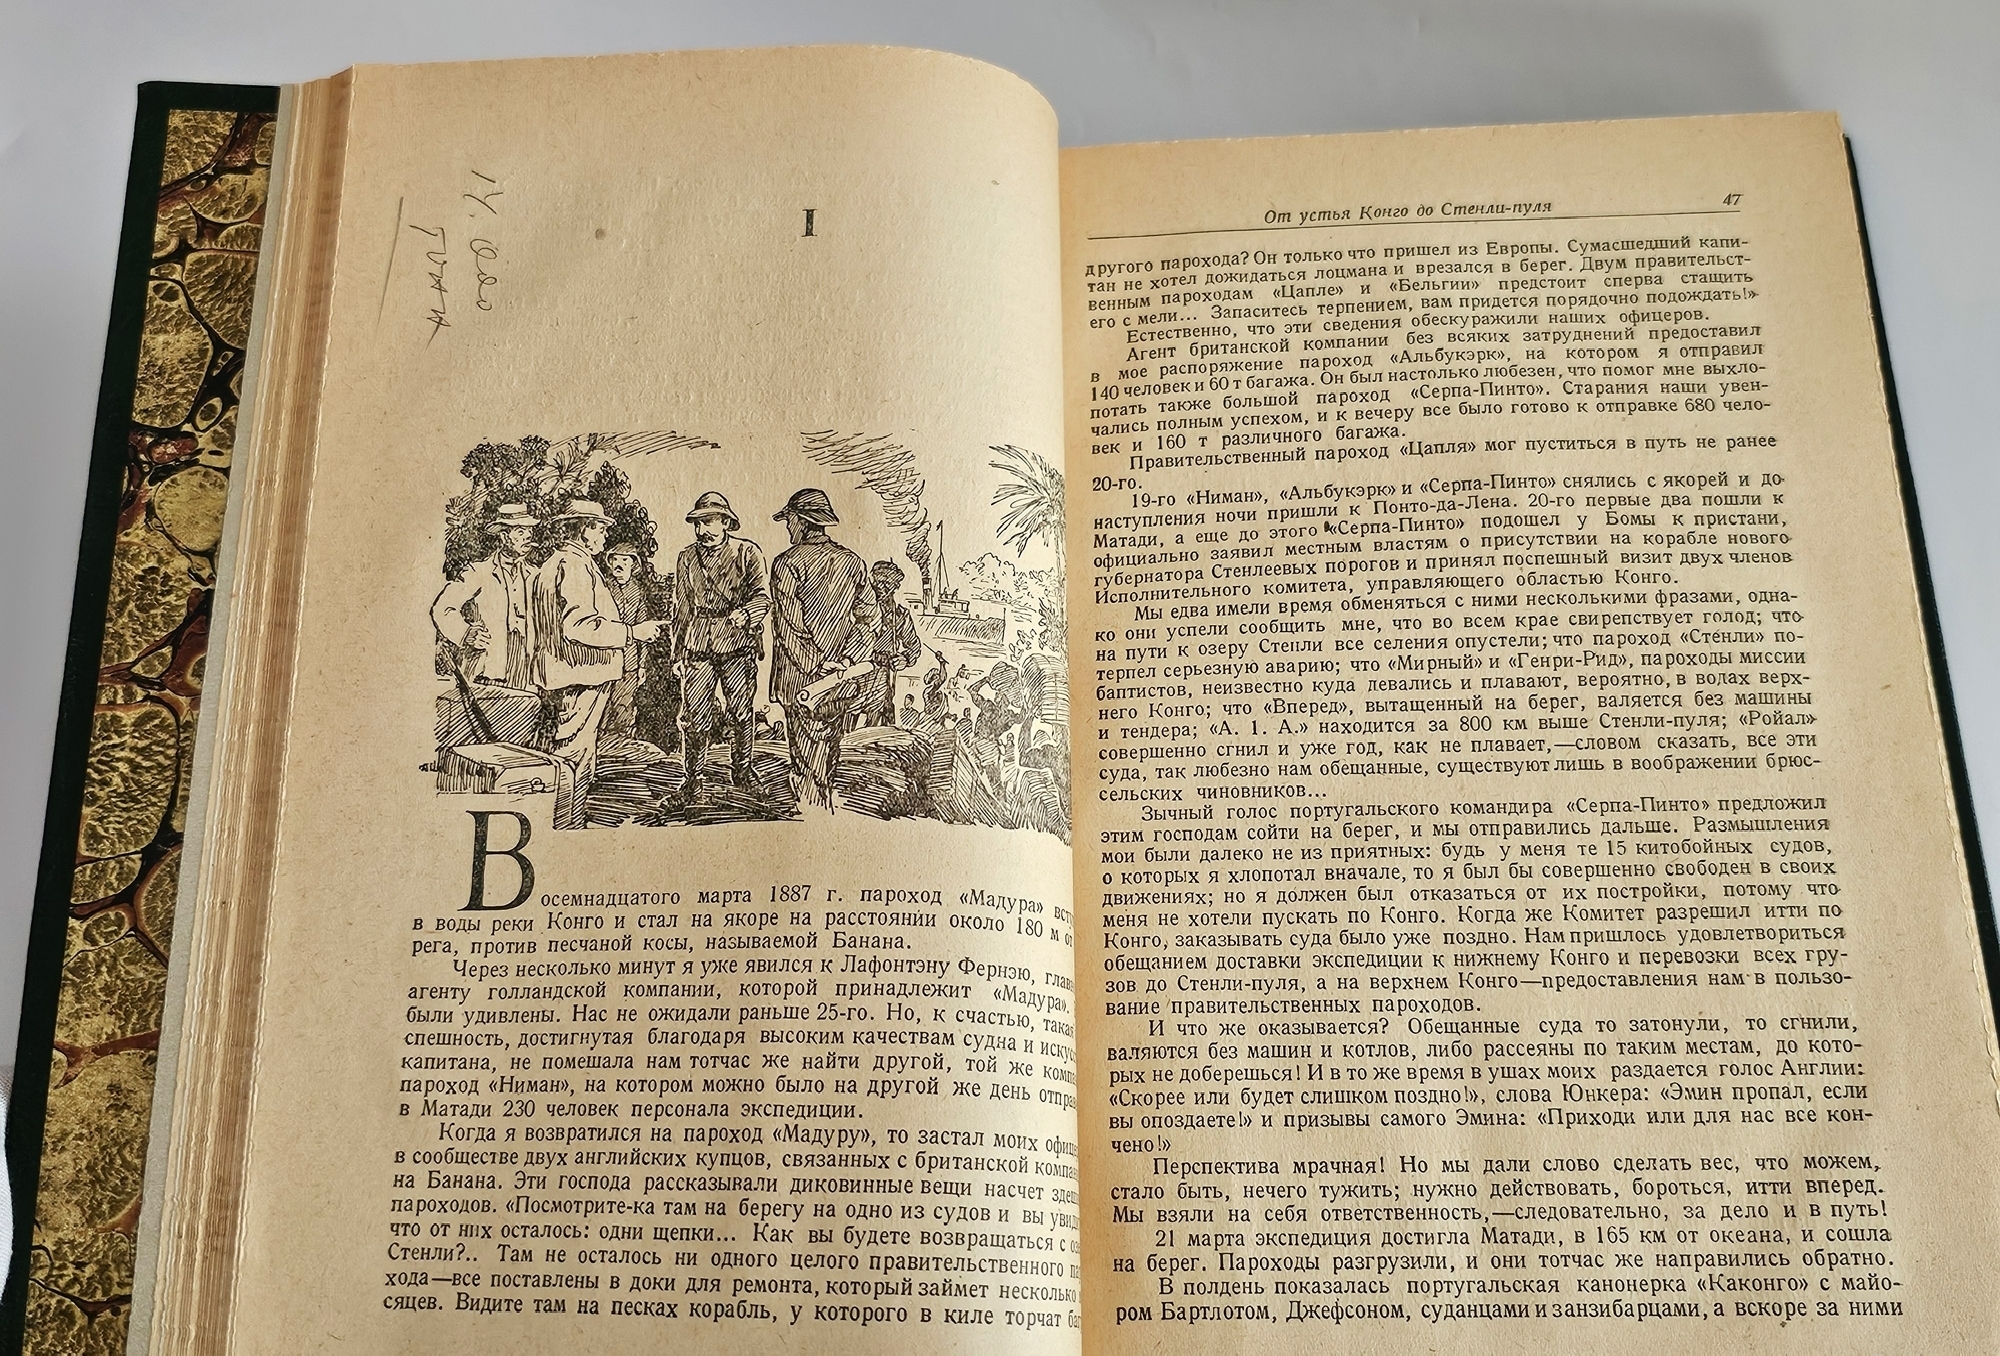 I
Восемнадцатого марта 1887 г. пароход «Мадура»
в воды реки Конго и стал на якоре на расстоянии около 180 м от
рега, против песчаной косы, называемой Банана.
Через несколько минут я уже явился к Лафонтэну Фернэю,
агенту голландской компании, которой принадлежит «Мадура».
были удивлены. Нас не ожидали раньше 25-го. Но, к счастью, такая
спешность, достигнутая благодаря высоким качествам судна и
капитана, не помешала нам тотчас же найти другой, той же
пароход «Ниман», на котором можно было на другой же день
в Матади 230 человек персонала экспедиции.
Когда я возвратился на пароход «Мадуру», то застал моих
в сообществе двух английских купцов, связанных с британской
на Банана. Эти господа рассказывали диковинные вещи насчет
пароходов. «Посмотрите-ка там на берегу на одно из судов и вы
что от них осталось: одни щепки... Как вы будете возвращаться с
Стенли?.. Там не осталось ни одного целого правительственного
хода—все поставлены в доки для ремонта, который займет несколько
сяцев. Видите там на песках корабль, у которого в киле торчат
От устья Конго до Стенли-пуля 47
другого парохода? Он только что пришел из Европы. Сумасшедший капи-
тан не хотел дожидаться лоцмана и врезался в берег. Двум правительст-
венным пароходам «Цапле» и «Бельгии» предстоит сперва стащить
его с мели... Запаситесь терпением, вам придется порядочно подождать!»
Естественно, что эти сведения обескуражили наших офицеров.
Агент британской компании без всяких затруднений предоставил
в мое распоряжение пароход «Альбукэрк», на котором я отправил
140 человек и 60 т багажа. Он был настолько любезен, что помог мне выхло-
потать также большой пароход «Серпа-Пинто». Старания наши увен-
чались полным успехом, и к вечеру все было готово к отправке 680 чело-
век и 160 т различного багажа.
Правительственный пароход «Цапля» мог пуститься в путь не ранее
20-го.
19-го «Ниман», «Альбукэрк» и «Серпа-Пинто» снялись с якорей и до
наступления ночи пришли к Понто-да-Лена. 20-го первые два пошли к
Матади, а еще до этого «Серпа-Пинто» подошел у Бомы к пристани,
официально заявил местным властям о присутствии на корабле нового
губернатора Стенлеевых порогов и принял поспешный визит двух членов
Исполнительного комитета, управляющего областью Конго.
Мы едва имели время обменяться с ними несколькими фразами, одна-
ко они успели сообщить мне, что во всем крае свирепствует голод; что
на пути к озеру Стенли все селения опустели; что пароход «Стенли» по-
терпел серьезную аварию; что «Мирный» и «Генри-Рид», пароходы миссии
баптистов, неизвестно куда девались и плавают, вероятно, в водах верх-
него Конго; что «Вперед», вытащенный на берег, валяется без машины
и тендера; «А. I. А.» находится за 800 км выше Стенли-пуля; «Ройал»
совершенно сгнил и уже год, как не плавает,—словом сказать, все эти
суда, так любезно нам обещанные, существуют лишь в воображении брюс-
сельских чиновников...
Зычный голос португальского командира «Серпа-Пинто» предложил
этим господам сойти на берег, и мы отправились дальше. Размышления
мои были далеко не из приятных: будь у меня те 15 китобойных судов,
о которых я хлопотал вначале, то я был бы совершенно свободен в своих
движениях; но я должен был отказаться от их постройки, потому что
меня не хотели пускать по Конго. Когда же Комитет разрешил итти по
Конго, заказывать суда было уже поздно. Нам пришлось удовлетвориться
обещанием доставки экспедиции к нижнему Конго и перевозки всех гру-
зов до Стенли-пуля, а на верхнем Конго—предоставления нам в пользо-
вание правительственных пароходов.
И что же оказывается? Обещанные суда то затонули, то сгнили,
валяются без машин и котлов, либо рассеяны по таким местам, до кото-
рых не доберешься! И в то же время в ушах моих раздается голос Англии:
«Скорее или будет слишком поздно!», слова Юнкера: «Эмин пропал, если
вы опоздаете!» и призывы самого Эмина: «Приходи или для нас все кон-
чено!»
Перспектива мрачная! Но мы дали слово сделать вес, что можем,
стало быть, нечего тужить; нужно действовать, бороться, итти вперед.
Мы взяли на себя ответственность,—следовательно, за дело и в путь!
21 марта экспедиция достигла Матади, в 165 км от океана, и сошла
на берег. Пароходы разгрузили, и они тотчас же направились обратно.
В полдень показалась португальская канонерка «Каконго» с майо-
ром Бартлотом, Джефсоном, суданцами и занзибарцами, а вскоре за ними